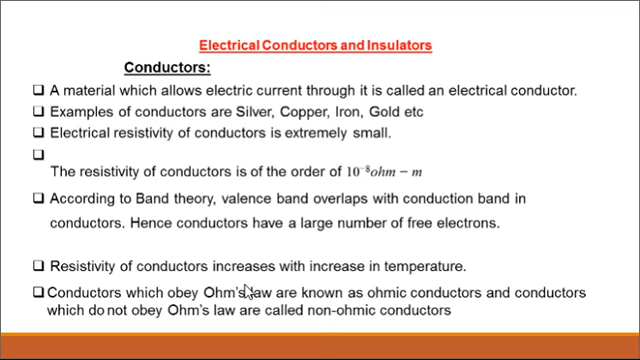 Electrical Conductors and Insulators
Conductors:
❑ A material which allows electric current through it is called an electrical conductor.
❑ Examples of conductors are Silver, Copper, Iron, Gold etc
❑ Electrical resistivity of conductors is extremely small.
❑
The resistivity of conductors is of the order of 10⁻⁸ohm − m
❑ According to Band theory, valence band overlaps with conduction band in
conductors. Hence conductors have a large number of free electrons.
❑ Resistivity of conductors increases with increase in temperature.
❑ Conductors which obey Ohm's law are known as ohmic conductors and conductors
which do not obey Ohm's law are called non-ohmic conductors